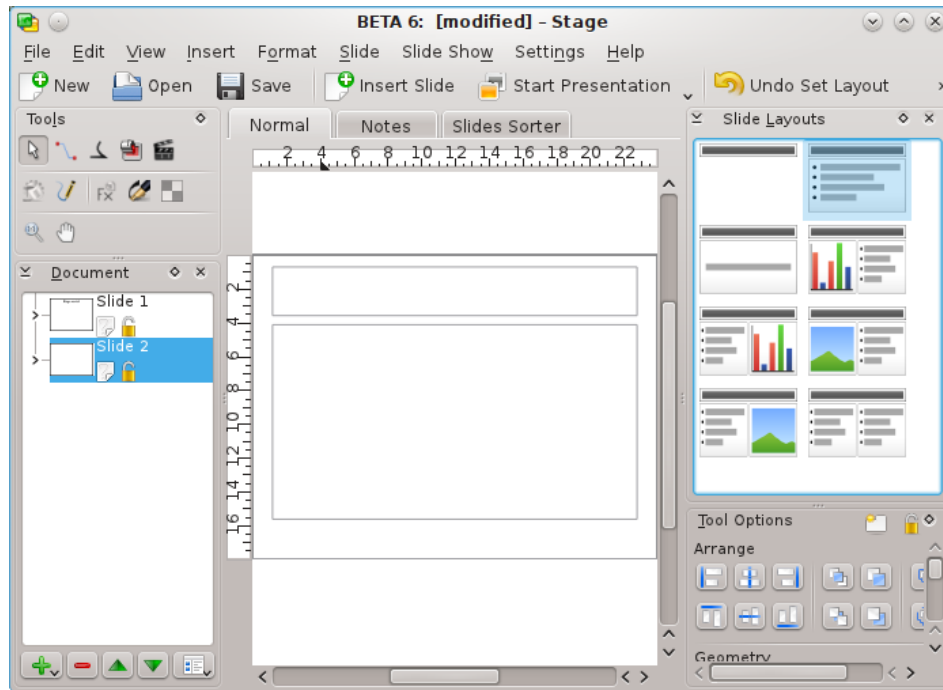 BETA 6:  [modified] – Stage
File Edit View Insert Format Slide Slide Show Settings Help
New Open Save Insert Slide Start Presentation Undo Set Layout
Tools
Normal Notes Slides Sorter
Slide Layouts
2 4 6 8 10 12 14 16 18 20 22
Document
Slide 1
Slide 2
2
4
6
8
10
12
14
16
Tool Options
Arrange
Geometry